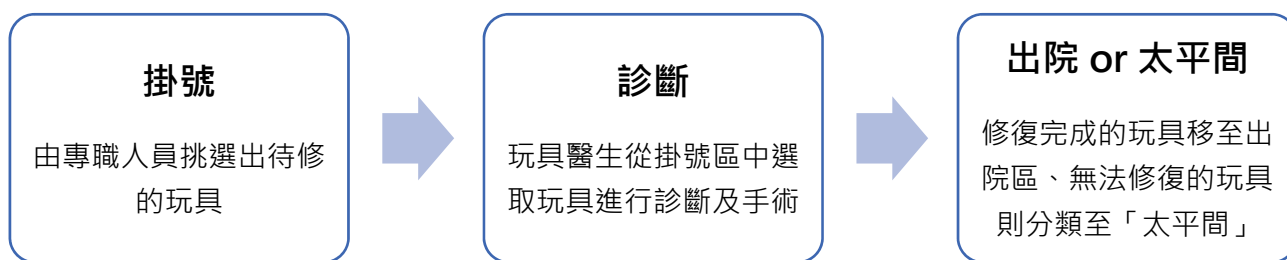 掛號
由專職人員挑選出待修
的玩具
診斷
玩具醫生從掛號區中選
取玩具進行診斷及手術
出院 or 太平間
修復完成的玩具移至出
院區、無法修復的玩具
則分類至「太平間」